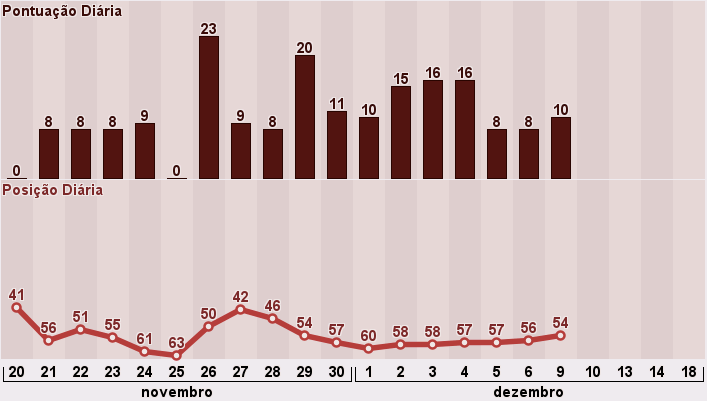 Pontuação Diária
0 8 8 8 9 0 23 9 8 20 11 10 15 16 16 8 8 10
Posição Diária
41 56 51 55 61 63 50 42 46 54 57 60 58 58 57 57 56 54
20 21 22 23 24 25 26 27 28 29 30 1 2 3 4 5 6 9 10 13 14 18
novembro dezembro